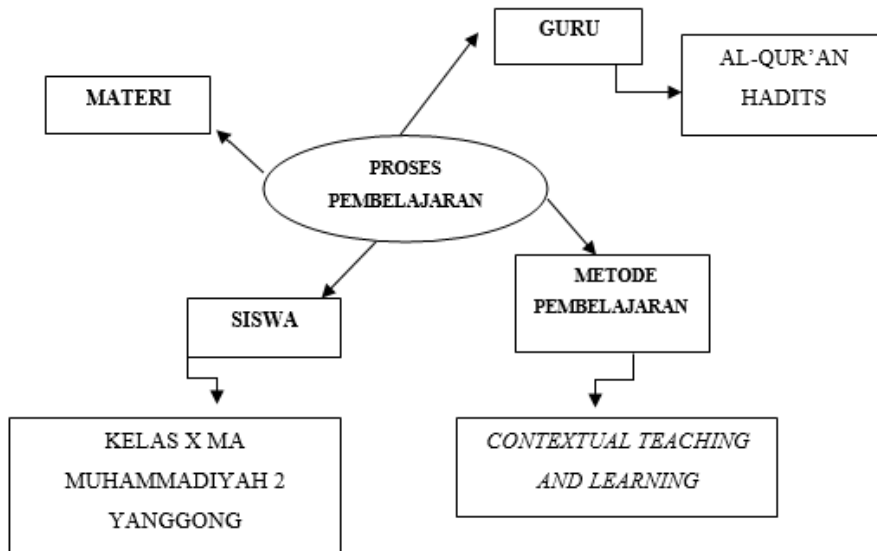 GURU
AL-QUR’AN
HADITS
MATERI
PROSES
PEMBELAJARAN
METODE
PEMBELAJARAN
SISWA
KELAS X MA
MUHAMMADIYAH 2
YANGGONG
CONTEXTUAL TEACHING
AND LEARNING